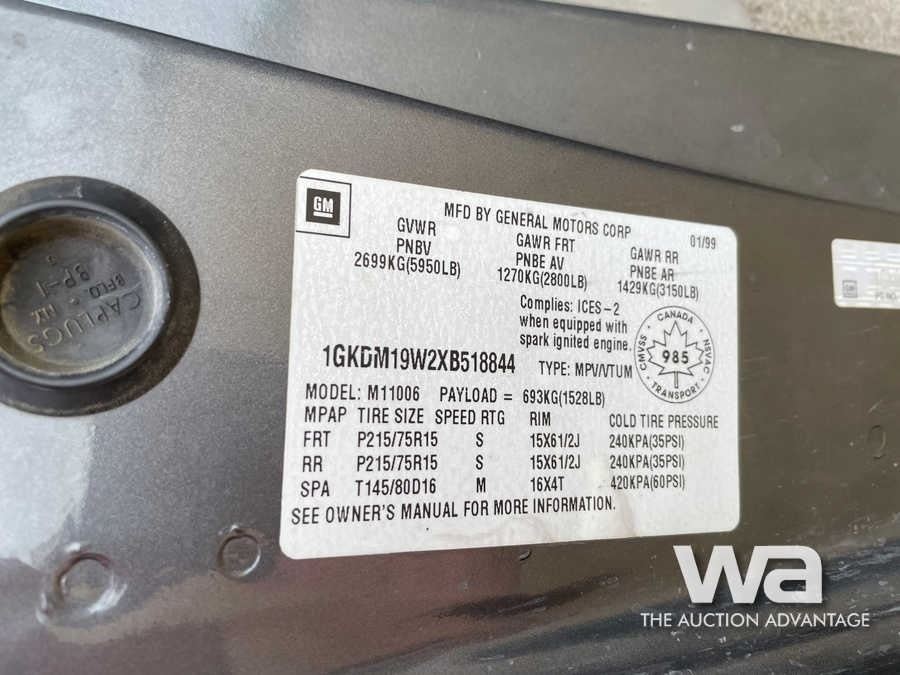 GM
MFD BY GENERAL MOTORS CORP 01/99
GVWR GAWR FRT GAWR RR
PNBV PNBE AV PNBE AR
2699KG(5950LB) 1270KG(2800LB) 1429KG(3150LB)
Complies: ICES-2
when equipped with
spark ignited engine.
CANADA
CMVSS 985 NSVAC
TRANSPORT
1GKDM19W2XB518844 TYPE: MPV/VTUM
MODEL: M11006 PAYLOAD = 693KG(1528LB)
MPAP TIRE SIZE SPEED RTG RIM COLD TIRE PRESSURE
FRT P215/75R15 S 15X61/2J 240KPA(35PSI)
RR P215/75R15 S 15X61/2J 240KPA(35PSI)
SPA T145/80D16 M 16X4T 420KPA(60PSI)
SEE OWNER'S MANUAL FOR MORE INFORMATION.
CAPLUGS
BP-1
GM
wa
THE AUCTION ADVANTAGE